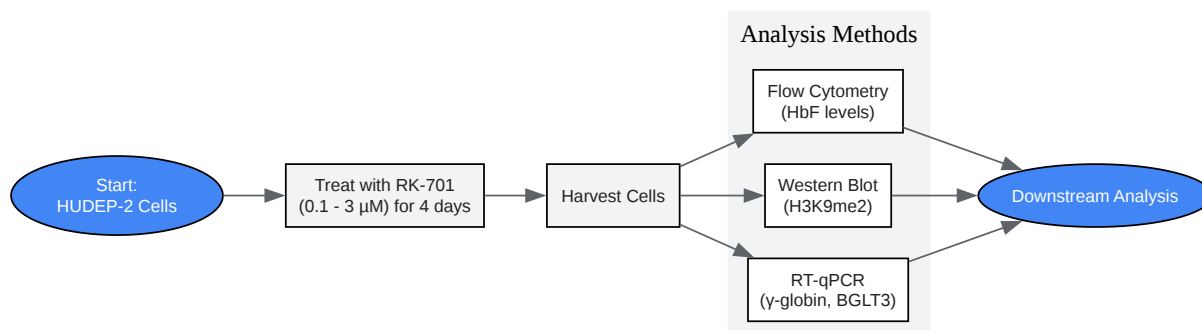 Start:
HUDEP-2 Cells
Treat with RK-701
(0.1 - 3 µM) for 4 days
Harvest Cells
Analysis Methods
Flow Cytometry
(HbF levels)
Western Blot
(H3K9me2)
RT-qPCR
(γ-globin, BGLT3)
Downstream Analysis